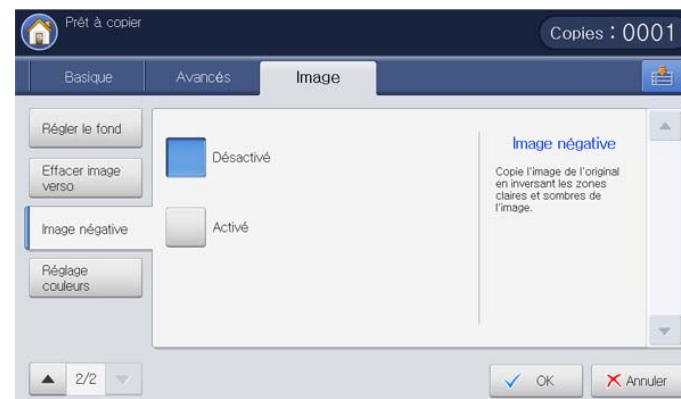 Prêt à copier
Copies : 0001
Basique
Avancés
Image
Régler le fond
Effacer image
verso
Image négative
Réglage
couleurs
2/2
Désactivé
Activé
Image négative
Copie l'image de l'original
en inversant les zones
claires et sombres de
l'image.
OK
Annuler